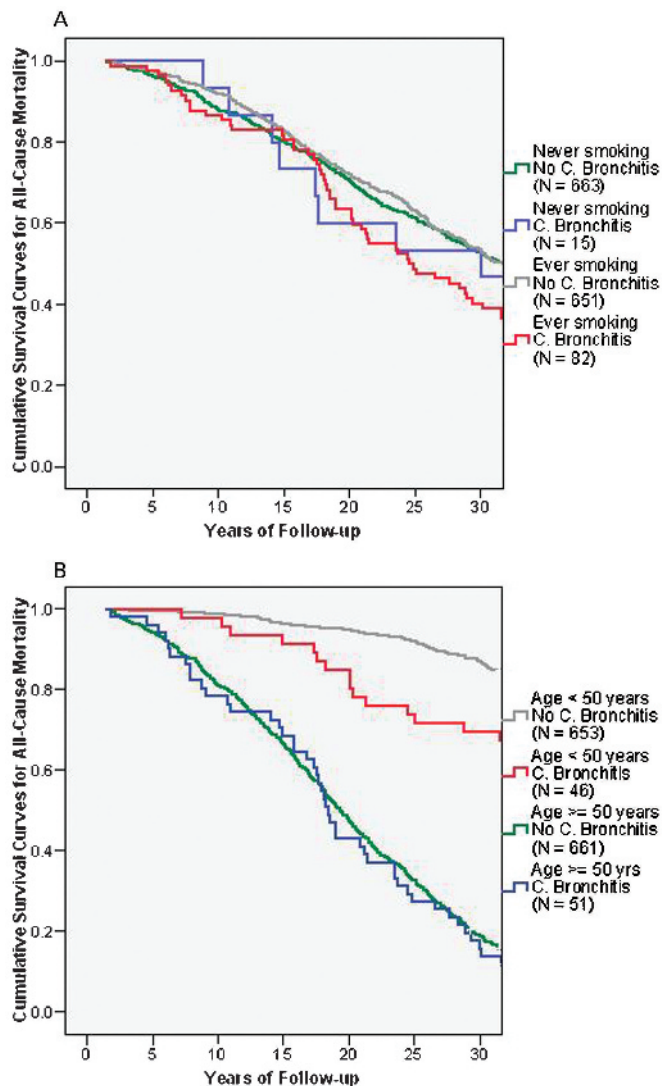 A
Cumulative Survival Curves for All-Cause Mortality
1.0
0.8
0.6
0.4
0.2
0.0
0 5 10 15 20 25 30
Years of Follow-up
Never smoking
No C. Bronchitis
(N = 663)
Never smoking
C. Bronchitis
(N = 15)
Ever smoking
No C. Bronchitis
(N = 651)
Ever smoking
C. Bronchitis
(N = 82)
B
Cumulative Survival Curves for All-Cause Mortality
1.0
0.8
0.6
0.4
0.2
0.0
0 5 10 15 20 25 30
Years of Follow-up
Age < 50 years
No C. Bronchitis
(N = 653)
Age < 50 years
C. Bronchitis
(N = 46)
Age >= 50 years
No C. Bronchitis
(N = 661)
Age >= 50 yrs
C. Bronchitis
(N = 51)